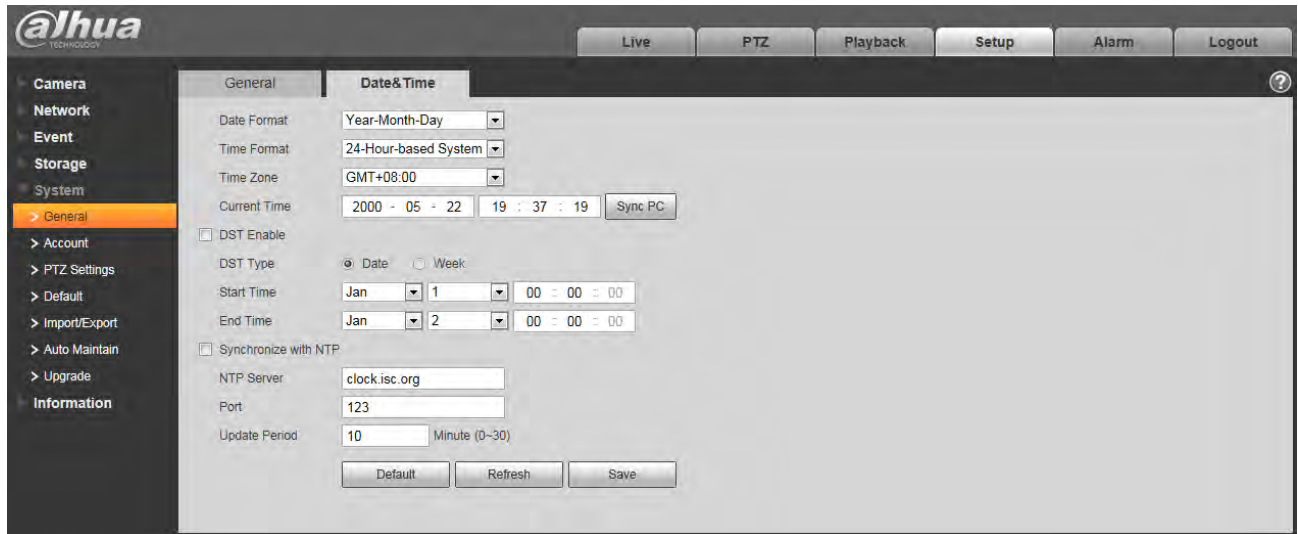 alhua
TECHNOLOGY
Live PTZ Playback Setup Alarm Logout
Camera
Network
Event
Storage
System
> General
> Account
> PTZ Settings
> Default
> Import/Export
> Auto Maintain
> Upgrade
Information
General Date&Time ?
Date Format Year-Month-Day
Time Format 24-Hour-based System
Time Zone GMT+08:00
Current Time 2000 - 05 - 22 19 : 37 : 19 Sync PC
DST Enable
DST Type Date Week
Start Time Jan 1 00 : 00 : 00
End Time Jan 2 00 : 00 : 00
Synchronize with NTP
NTP Server clock.isc.org
Port 123
Update Period 10 Minute (0~30)
Default Refresh Save